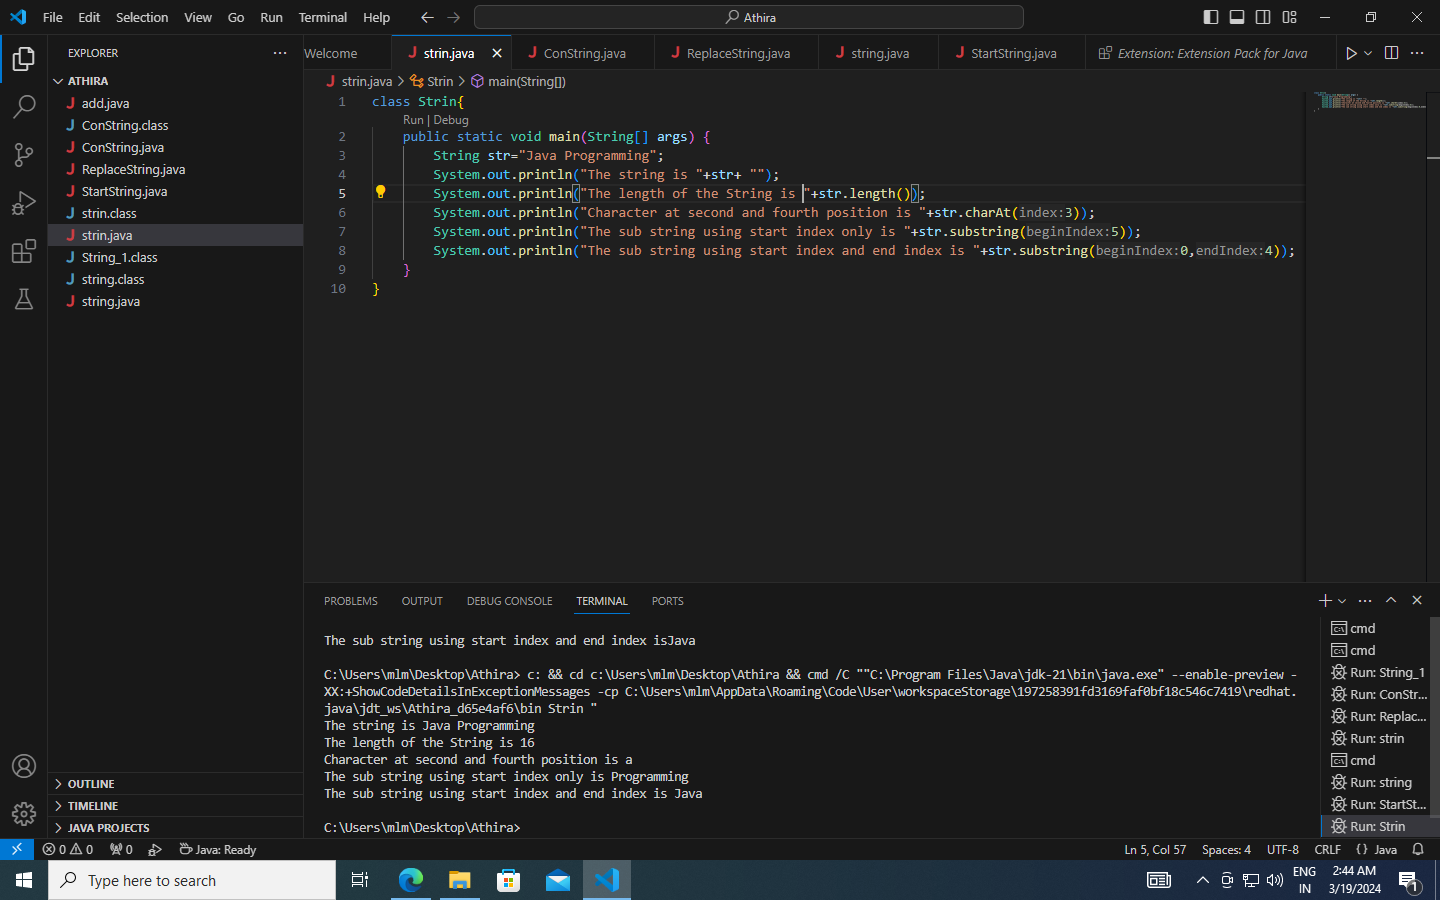 File Edit Selection View Go Run Terminal Help
Athira
EXPLORER
ATHIRA
add.java
ConString.class
ConString.java
ReplaceString.java
StartString.java
strin.class
strin.java
String_1.class
string.class
string.java
OUTLINE
TIMELINE
JAVA PROJECTS
Welcome strin.java ConString.java ReplaceString.java string.java StartString.java Extension: Extension Pack for Java
strin.java > Strin > main(String[])
1 class Strin{
Run | Debug
2 public static void main(String[] args) {
3 String str="Java Programming";
4 System.out.println("The string is "+str+ "");
5 System.out.println("The length of the String is "+str.length());
6 System.out.println("Character at second and fourth position is "+str.charAt(index:3));
7 System.out.println("The sub string using start index only is "+str.substring(beginIndex:5));
8 System.out.println("The sub string using start index and end index is "+str.substring(beginIndex:0,endIndex:4));
9 }
10 }
PROBLEMS OUTPUT DEBUG CONSOLE TERMINAL PORTS
The sub string using start index and end index isJava
C:\Users\mlm\Desktop\Athira> c: && cd c:\Users\mlm\Desktop\Athira && cmd /C ""C:\Program Files\Java\jdk-21\bin\java.exe" --enable-preview -
XX:+ShowCodeDetailsInExceptionMessages -cp C:\Users\mlm\AppData\Roaming\Code\User\workspaceStorage\197258391fd3169faf0bf18c546c7419\redhat.
java\jdt_ws\Athira_d65e4af6\bin Strin "
The string is Java Programming
The length of the String is 16
Character at second and fourth position is a
The sub string using start index only is Programming
The sub string using start index and end index is Java
C:\Users\mlm\Desktop\Athira>
cmd
cmd
Run: String_1
Run: ConStr...
Run: Replac...
Run: strin
cmd
Run: string
Run: StartSt...
Run: Strin
0 0 0 Java: Ready Ln 5, Col 57 Spaces: 4 UTF-8 CRLF {} Java
Type here to search
ENG
IN
2:44 AM
3/19/2024
1